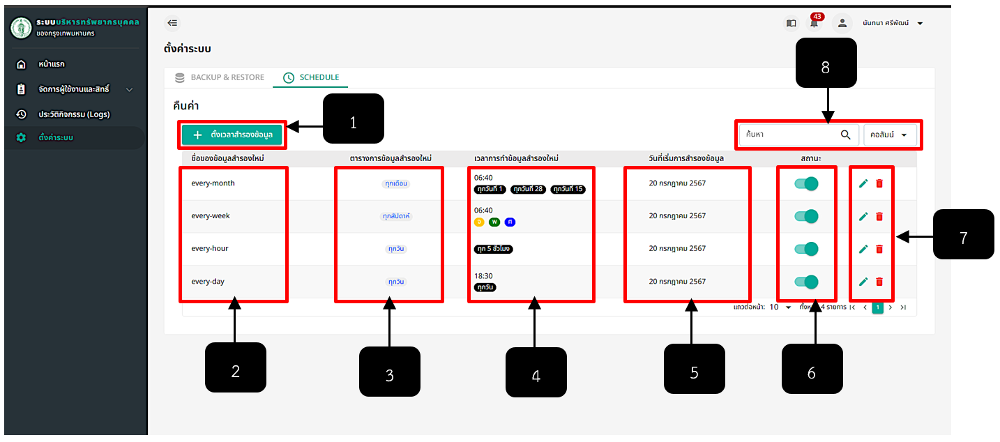 ระบบบริหารทรัพยากรบุคคล
ของกรุงเทพมหานคร
43
นันทนา ศรีพัฒน์
หน้าแรก
จัดการผู้ใช้งานและสิทธิ์
ประวัติกิจกรรม (Logs)
ตั้งค่าระบบ
ตั้งค่าระบบ
BACKUP & RESTORE SCHEDULE
8
คืนค่า
1
ตั้งเวลาสำรองข้อมูล
ค้นหา คอลัมน์
ชื่อของข้อมูลสำรองใหม่ ตารางการข้อมูลสำรองใหม่ เวลาการทำข้อมูลสำรองใหม่ วันที่เริ่มการสำรองข้อมูล สถานะ
every-month ทุกเดือน 06:40 ทุกวันที่ 1 ทุกวันที่ 28 ทุกวันที่ 15 20 กรกฎาคม 2567
every-week ทุกสัปดาห์ 06:40 จ พ ศ 20 กรกฎาคม 2567
every-hour ทุกวัน ทุก 5 ชั่วโมง 20 กรกฎาคม 2567
7
every-day ทุกวัน 18:30 ทุกวัน 20 กรกฎาคม 2567
แถวต่อหน้า: 10 4 รายการ 1
2 3 4 5 6